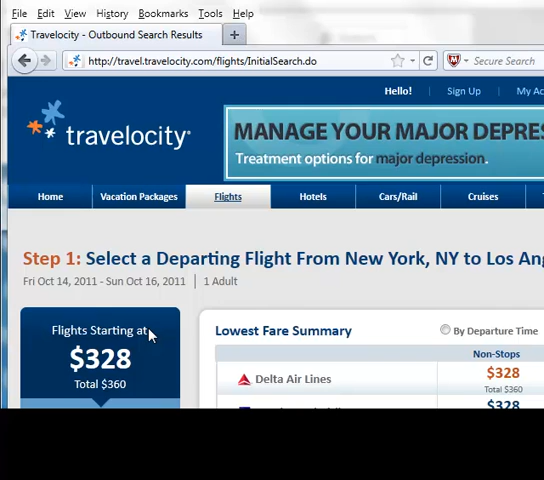 File Edit View History Bookmarks Tools Help
Travelocity - Outbound Search Results
http://travel.travelocity.com/flights/InitialSearch.do
Secure Search
Hello! Sign Up My Ac
travelocity
MANAGE YOUR MAJOR DEPRES
Treatment options for major depression.
Home Vacation Packages Flights Hotels Cars/Rail Cruises
Step 1: Select a Departing Flight From New York, NY to Los Ang
Fri Oct 14, 2011 - Sun Oct 16, 2011 | 1 Adult
Flights Starting at
$328
Total $360
Lowest Fare Summary
By Departure Time
Non-Stops
Delta Air Lines
$328
Total $360
$328